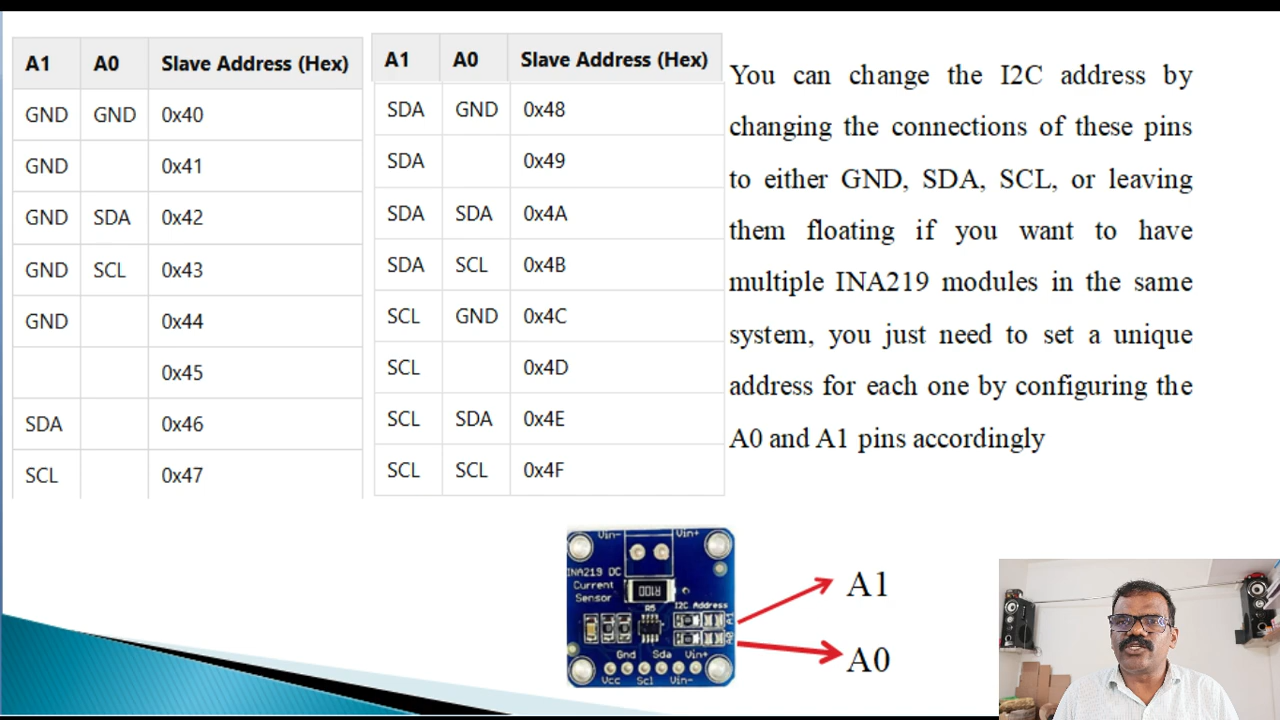 A1 A0 Slave Address (Hex)
GND GND 0x40
GND 0x41
GND SDA 0x42
GND SCL 0x43
GND 0x44
0x45
SDA 0x46
SCL 0x47
A1 A0 Slave Address (Hex)
SDA GND 0x48
SDA 0x49
SDA SDA 0x4A
SDA SCL 0x4B
SCL GND 0x4C
SCL 0x4D
SCL SDA 0x4E
SCL SCL 0x4F
You can change the I2C address by
changing the connections of these pins
to either GND, SDA, SCL, or leaving
them floating if you want to have
multiple INA219 modules in the same
system, you just need to set a unique
address for each one by configuring the
A0 and A1 pins accordingly
Vin- Vin+
INA219 DC
Current
Sensor
R100
R5
I2C Address
A1
A0
Gnd Sda Vin+
Vcc Scl Vin-
A1
A0